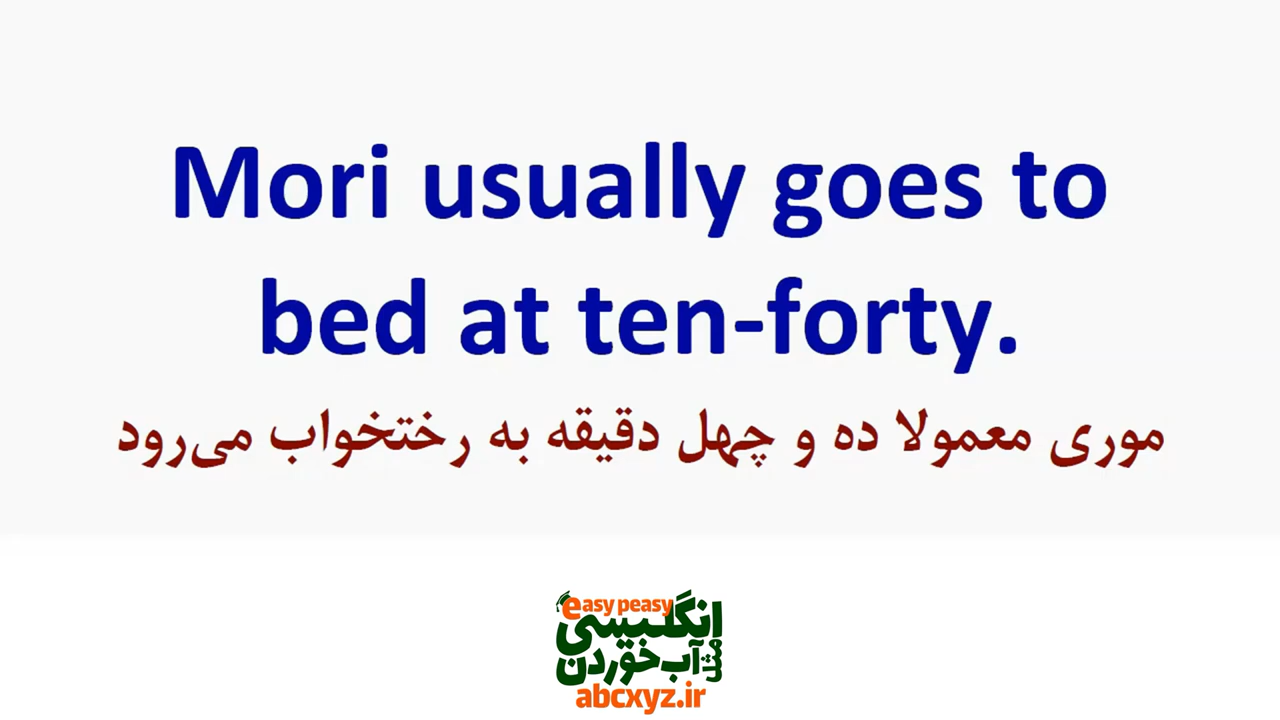 Mori usually goes to
bed at ten-forty.
موری معمولا ده و چهل دقیقه به رختخواب می‌رود
easy peasy
انگلیسی
مثل آب خوردن
abcxyz.ir